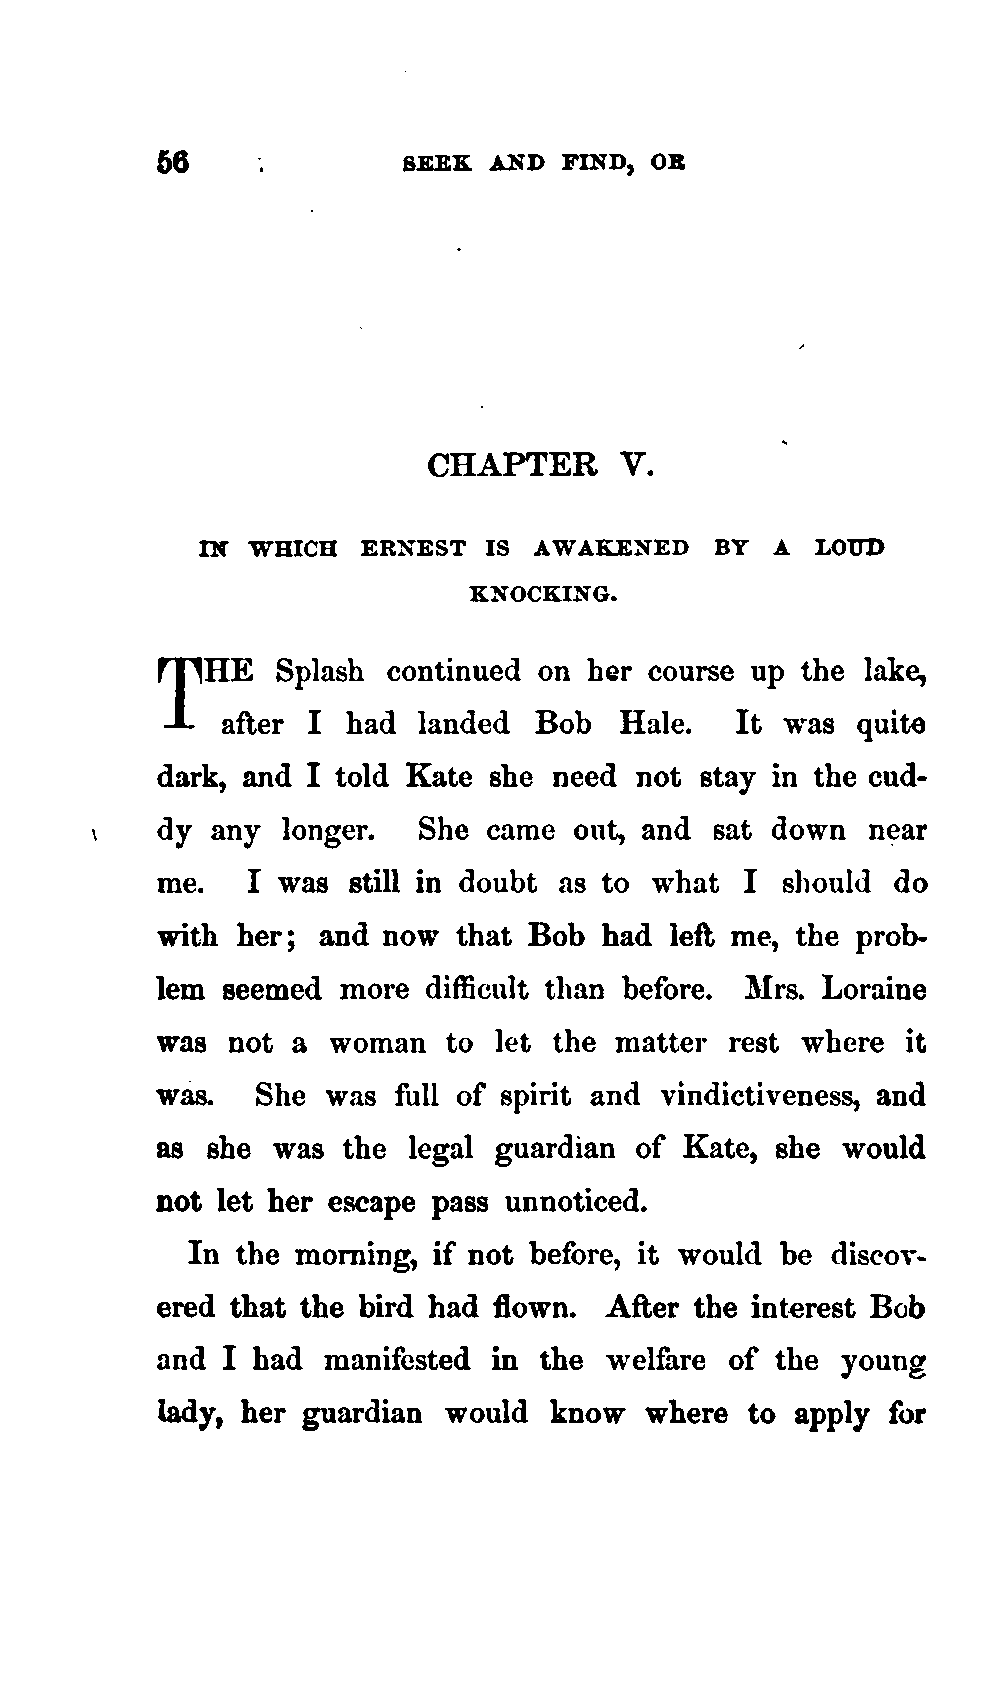 56 SEEK AND FIND, OR
CHAPTER V.
IN WHICH ERNEST IS AWAKENED BY A LOUD
KNOCKING.
THE Splash continued on her course up the lake,
after I had landed Bob Hale. It was quite
dark, and I told Kate she need not stay in the cud-
dy any longer. She came out, and sat down near
me. I was still in doubt as to what I should do
with her; and now that Bob had left me, the prob-
lem seemed more difficult than before. Mrs. Loraine
was not a woman to let the matter rest where it
was. She was full of spirit and vindictiveness, and
as she was the legal guardian of Kate, she would
not let her escape pass unnoticed.
In the morning, if not before, it would be discov-
ered that the bird had flown. After the interest Bob
and I had manifested in the welfare of the young
lady, her guardian would know where to apply for